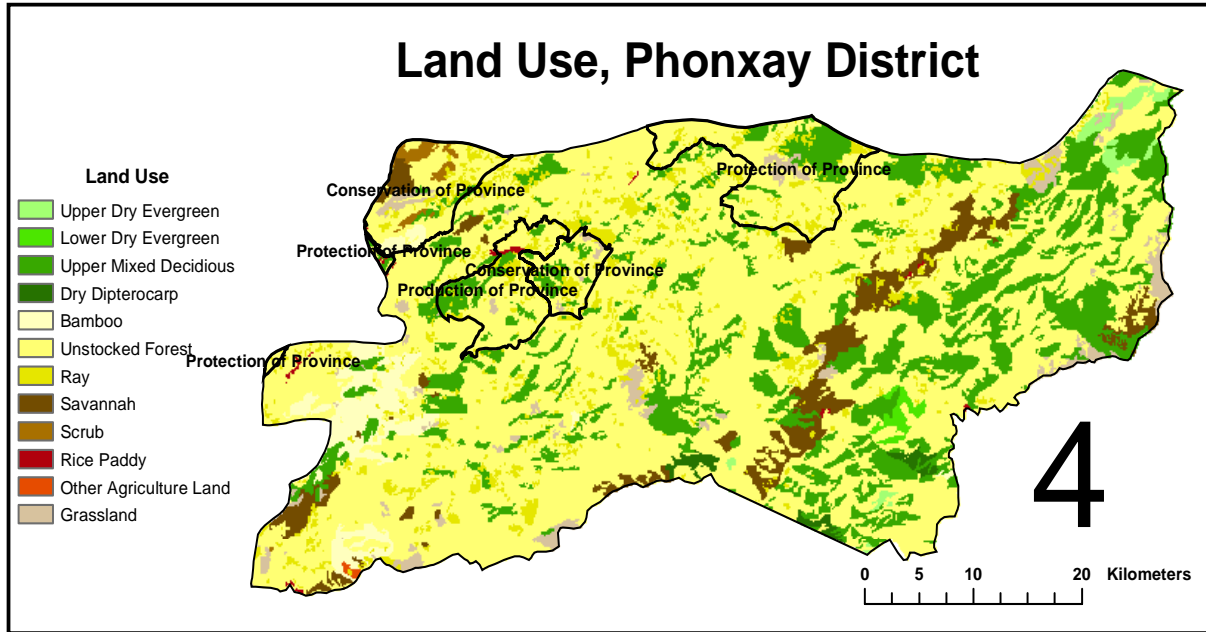 Land Use, Phonxay District
Land Use
Upper Dry Evergreen
Lower Dry Evergreen
Upper Mixed Decidious
Dry Dipterocarp
Bamboo
Unstocked Forest
Ray
Savannah
Scrub
Rice Paddy
Other Agriculture Land
Grassland
Protection of Province
Conservation of Province
Protection of Province
Conservation of Province
Production of Province
Protection of Province
4
0 5 10 20 Kilometers